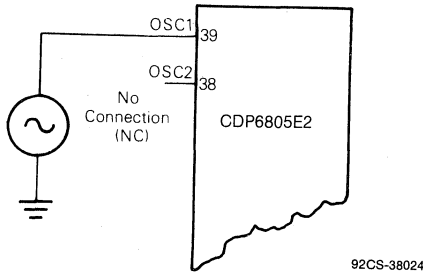 OSC1
39
OSC2
38
No
Connection
(NC)
CDP6805E2
92CS-38024